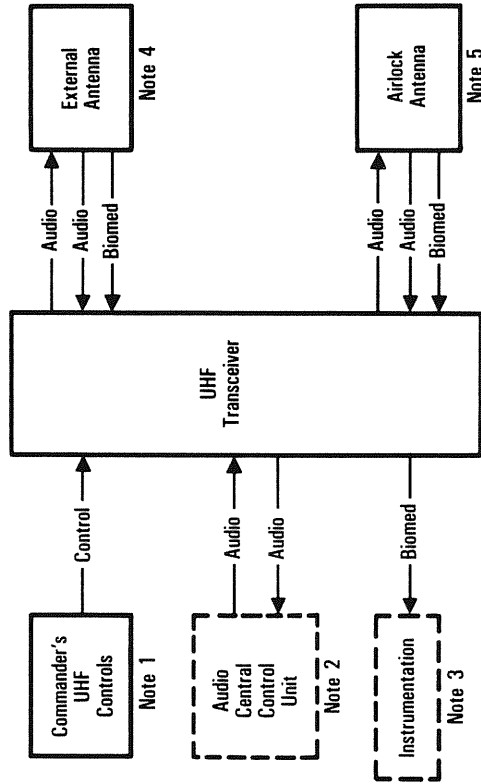 Commander's
UHF
Controls
Note 1
Control
Audio
Central
Control
Unit
Note 2
Audio
Audio
Instrumentation
Note 3
Biomed
UHF
Transceiver
Audio
Audio
Biomed
External
Antenna
Note 4
Audio
Audio
Biomed
Airlock
Antenna
Note 5